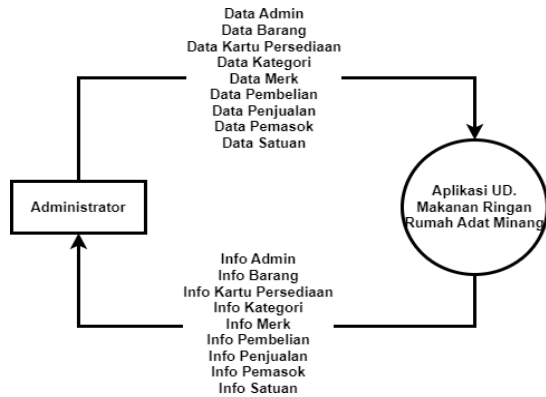 Data Admin
Data Barang
Data Kartu Persediaan
Data Kategori
Data Merk
Data Pembelian
Data Penjualan
Data Pemasok
Data Satuan
Administrator
Aplikasi UD.
Makanan Ringan
Rumah Adat Minang
Info Admin
Info Barang
Info Kartu Persediaan
Info Kategori
Info Merk
Info Pembelian
Info Penjualan
Info Pemasok
Info Satuan